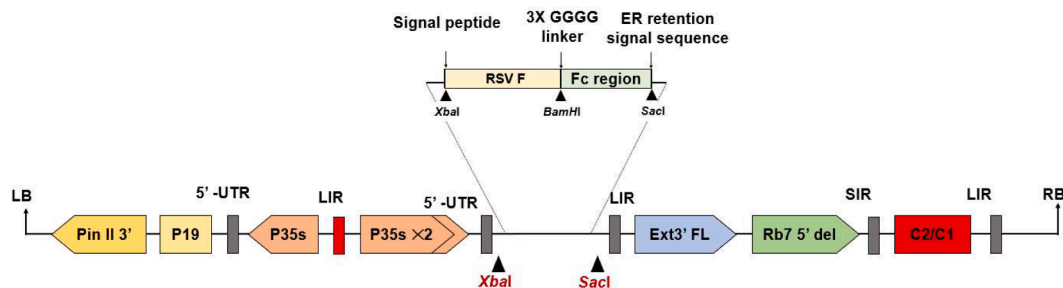 Signal peptide
3X GGGG
linker
ER retention
signal sequence
RSV F
Fc region
XbaI
BamHI
SacI
LB
5' -UTR
LIR
5' -UTR
LIR
SIR
LIR
RB
Pin II 3'
P19
P35s
P35s ×2
Ext3' FL
Rb7 5' del
C2/C1
XbaI
SacI